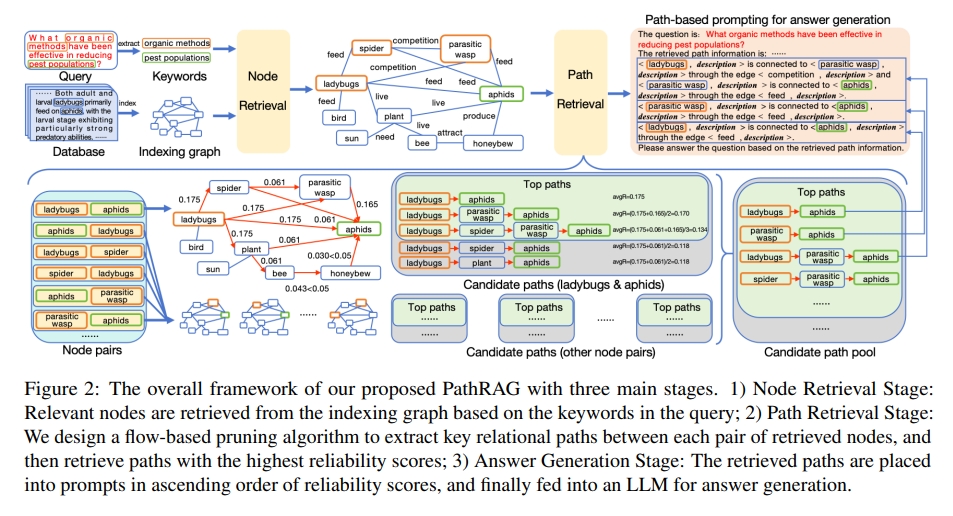 Path-based prompting for answer generation
What organic
methods have been
effective in reducing
pest populations?
Query
extract
organic methods
pest populations
Keywords
...... Both adult and
larval ladybugs primarily
feed on aphids, with the
larval stage exhibiting
particularly strong
predatory abilities. ......
Database
index
Indexing graph
Node
Retrieval
spider
competition
parasitic
wasp
feed
competition
feed
ladybugs
feed
feed
aphids
feed
live
bird
plant
live
produce
sun
need
live
attract
bee
honeybew
Path
Retrieval
The question is: What organic methods have been effective in
reducing pest populations?
The retrieved path information is: ......
< ladybugs , description > is connected to < parasitic wasp ,
description > through the edge < competition , description > and
< parasitic wasp , description > is connected to < aphids ,
description > through the edge < feed , description >.
< parasitic wasp , description > is connected to <aphids,
description > through the edge < feed , description >.
< ladybugs , description > is connected <aphids, description >
through the edge < feed , description >.
Please answer the question based on the retrieved path information.
ladybugs aphids
aphids ladybugs
ladybugs spider
spider ladybugs
aphids parasitic
wasp
parasitic
wasp aphids
......
Node pairs
spider
0.061
parasitic
wasp
0.175
0.175
0.165
ladybugs
0.175
0.061
aphids
0.175
0.061
bird
plant
0.030<0.05
sun
0.061
bee
honeybew
0.043<0.05
......
Top paths
ladybugs aphids avgR=0.175
ladybugs parasitic
wasp aphids avgR=(0.175+0.165)/2=0.170
ladybugs spider parasitic
wasp aphids avgR=(0.175+0.061+0.165)/3=0.134
ladybugs spider aphids avgR=(0.175+0.061)/2=0.118
ladybugs plant aphids avgR=(0.175+0.061)/2=0.118
Candidate paths (ladybugs & aphids)
Top paths
......
......
Top paths
......
......
......
Top paths
......
......
Candidate paths (other node pairs)
Top paths
ladybugs aphids
parasitic
wasp aphids
ladybugs parasitic
wasp aphids
spider parasitic
wasp aphids
......
......
Candidate path pool
Figure 2: The overall framework of our proposed PathRAG with three main stages. 1) Node Retrieval Stage:
Relevant nodes are retrieved from the indexing graph based on the keywords in the query; 2) Path Retrieval Stage:
We design a flow-based pruning algorithm to extract key relational paths between each pair of retrieved nodes, and
then retrieve paths with the highest reliability scores; 3) Answer Generation Stage: The retrieved paths are placed
into prompts in ascending order of reliability scores, and finally fed into an LLM for answer generation.